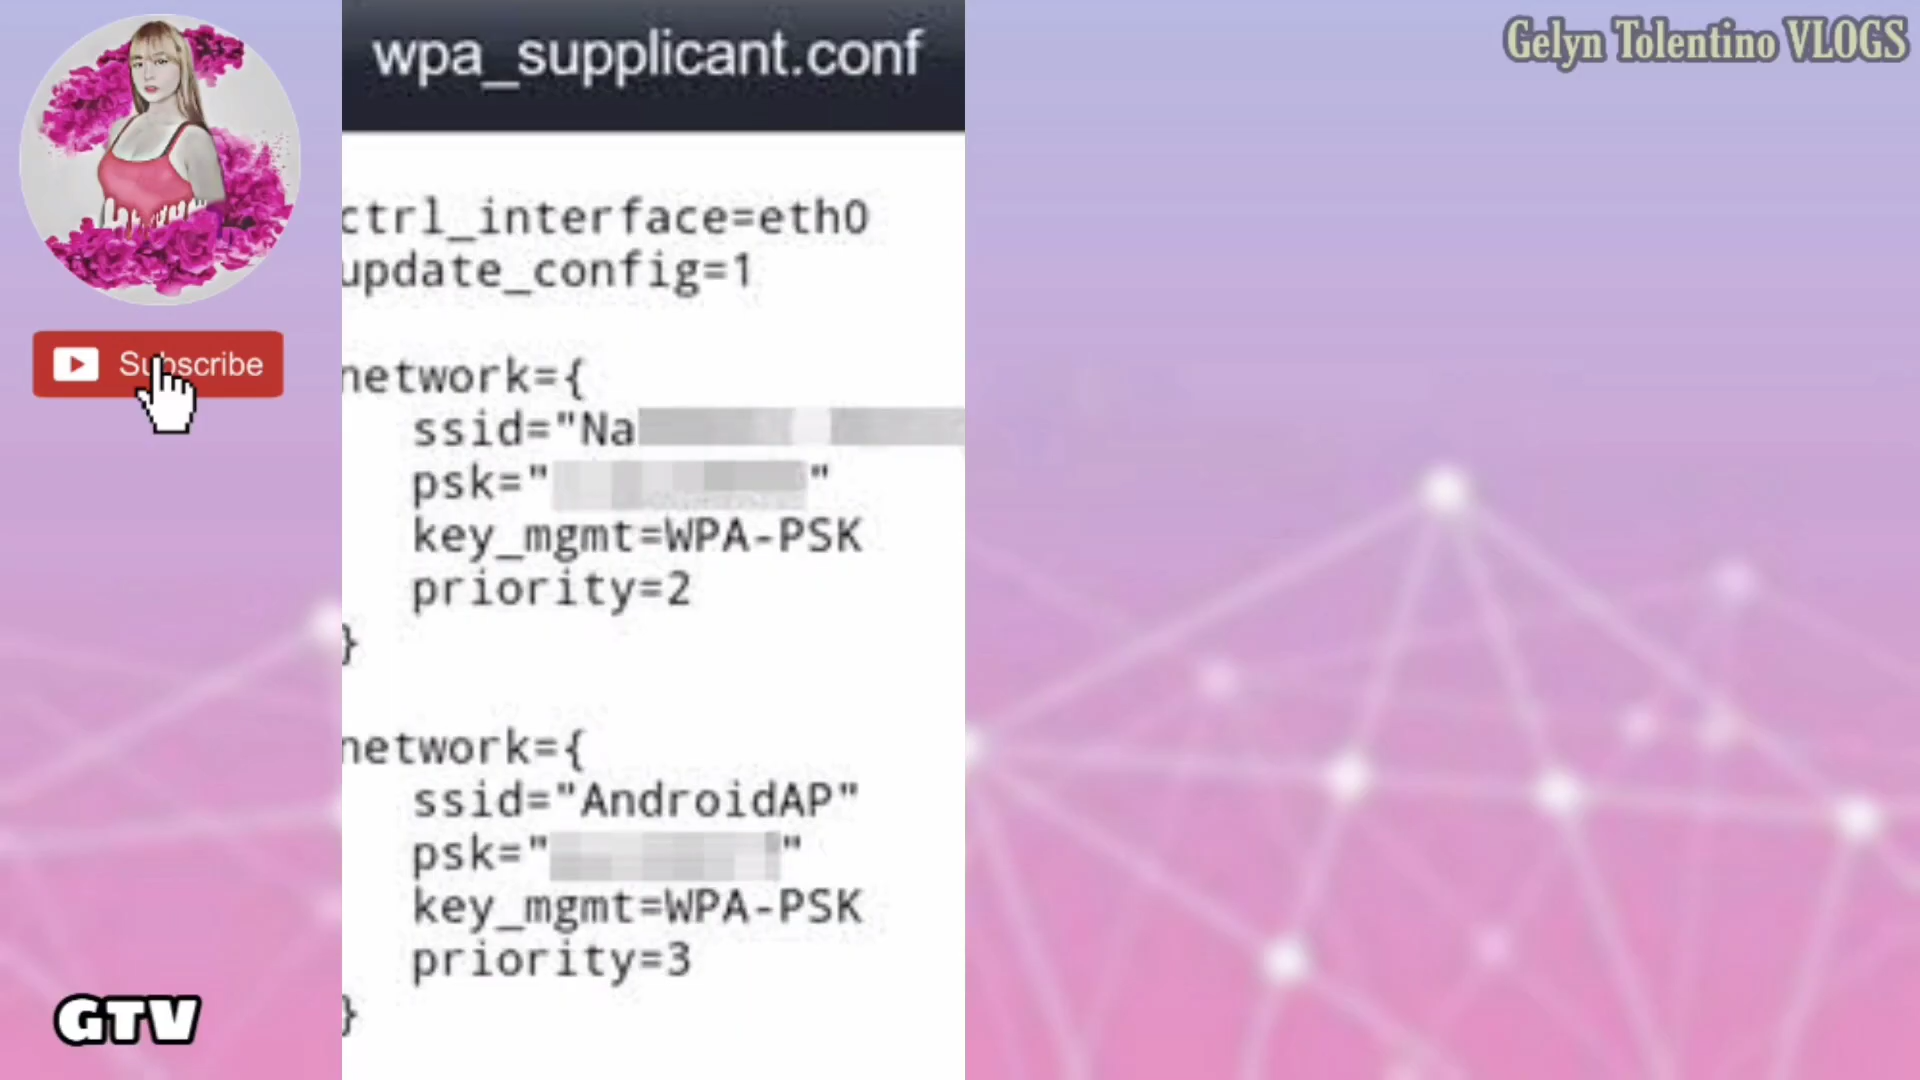 wpa_supplicant.conf
Gelyn Tolentino VLOGS
Subscribe
ctrl_interface=eth0
update_config=1
network={
ssid="Na
psk=" "
key_mgmt=WPA-PSK
priority=2
}
network={
ssid="AndroidAP"
psk=" "
key_mgmt=WPA-PSK
priority=3
}
GTV